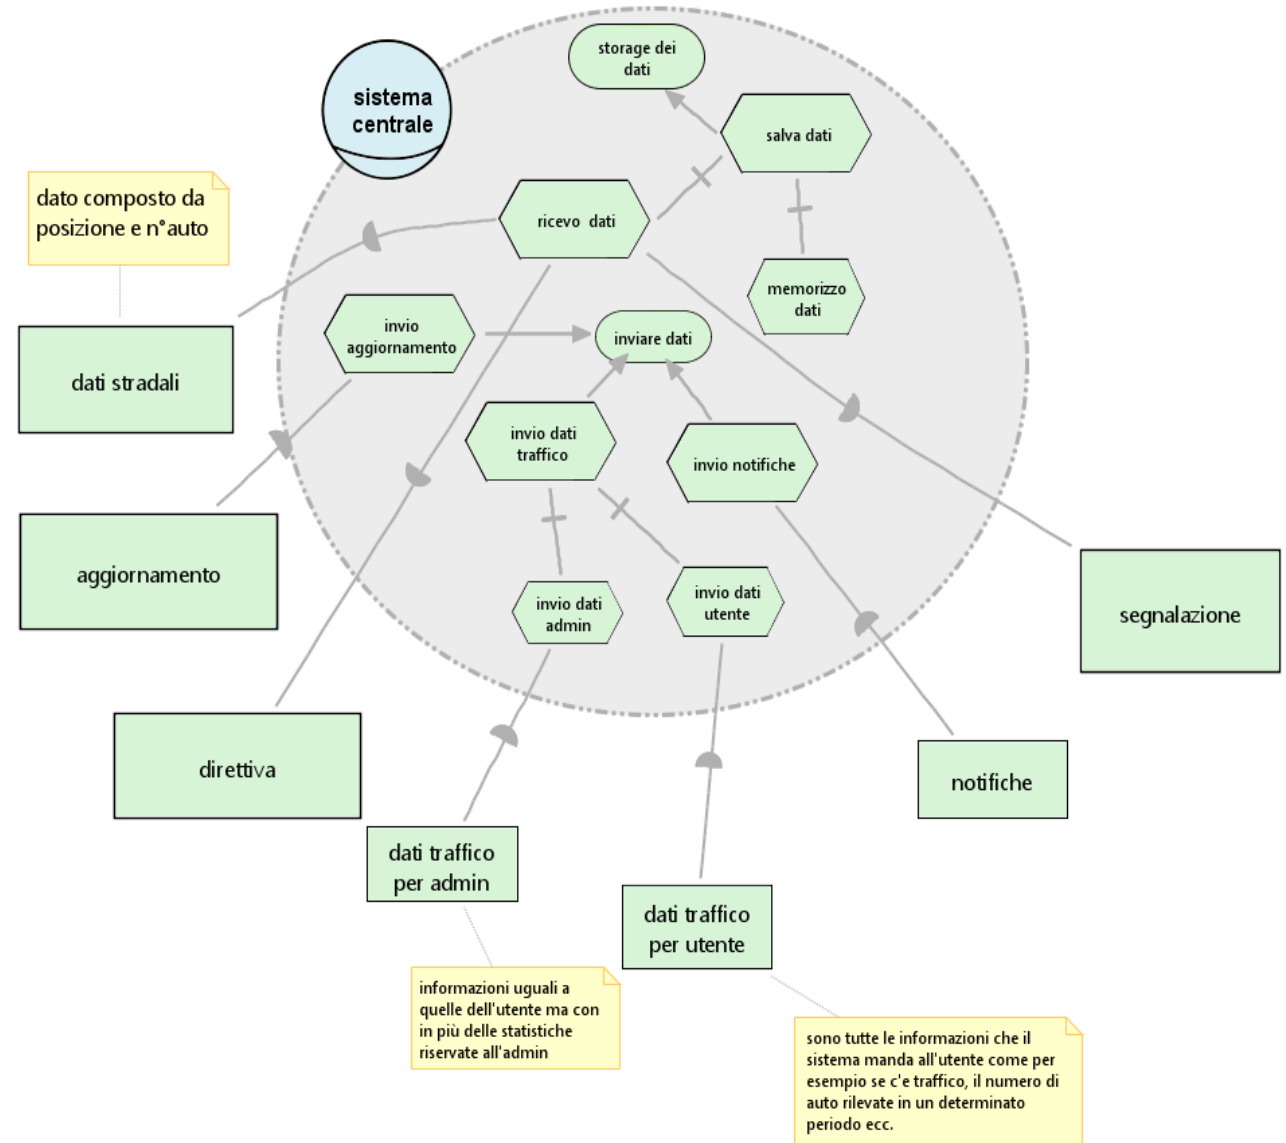 storage dei
dati
sistema
centrale
salva dati
dato composto da
posizione e n°auto
ricevo dati
memorizzo
dati
invio
aggiornamento
inviare dati
dati stradali
invio dati
traffico
invio notifiche
aggiornamento
invio dati
admin
invio dati
utente
segnalazione
direttiva
notifiche
dati traffico
per admin
dati traffico
per utente
informazioni uguali a
quelle dell'utente ma con
in più delle statistiche
riservate all'admin
sono tutte le informazioni che il
sistema manda all'utente come per
esempio se c'e traffico, il numero di
auto rilevate in un determinato
periodo ecc.